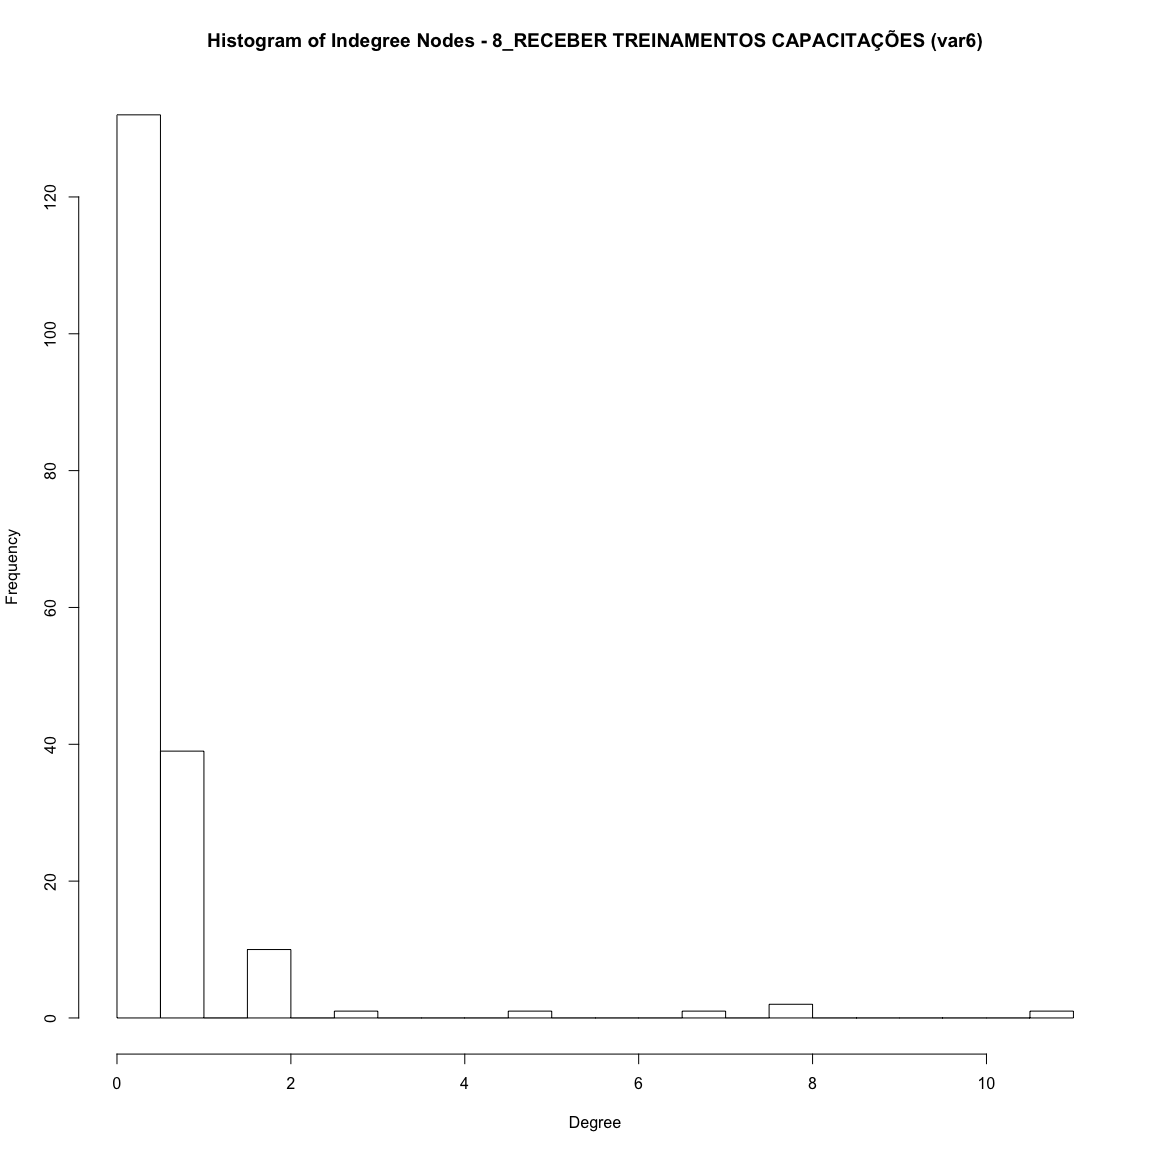 Histogram of Indegree Nodes - 8_RECEBER TREINAMENTOS CAPACITAÇÕES (var6)
Frequency
120
100
80
60
40
20
0
0 2 4 6 8 10
Degree